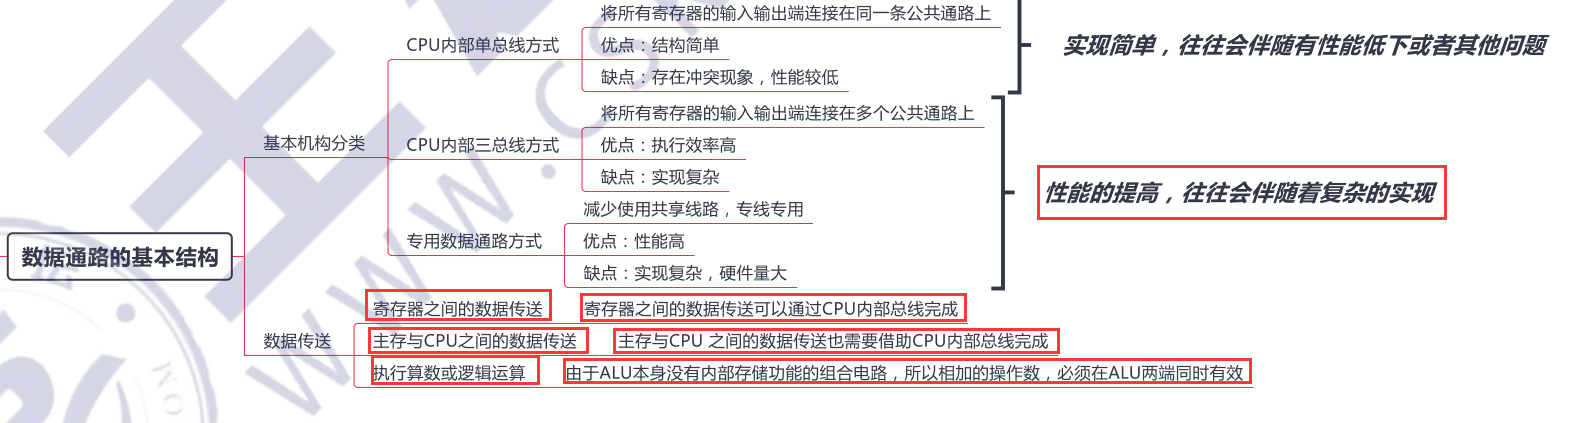 将所有寄存器的输入输出端连接在同一条公共通路上
CPU内部单总线方式
优点：结构简单
缺点：存在冲突现象，性能较低
实现简单，往往会伴随有性能低下或者其他问题
将所有寄存器的输入输出端连接在多个公共通路上
基本机构分类
CPU内部三总线方式
优点：执行效率高
缺点：实现复杂
性能的提高，往往会伴随着复杂的实现
减少使用共享线路，专线专用
专用数据通路方式
优点：性能高
缺点：实现复杂，硬件量大
数据通路的基本结构
寄存器之间的数据传送
寄存器之间的数据传送可以通过CPU内部总线完成
数据传送
主存与CPU之间的数据传送
主存与CPU 之间的数据传送也需要借助CPU内部总线完成
执行算数或逻辑运算
由于ALU本身没有内部存储功能的组合电路，所以相加的操作数，必须在ALU两端同时有效
WWW.CSK